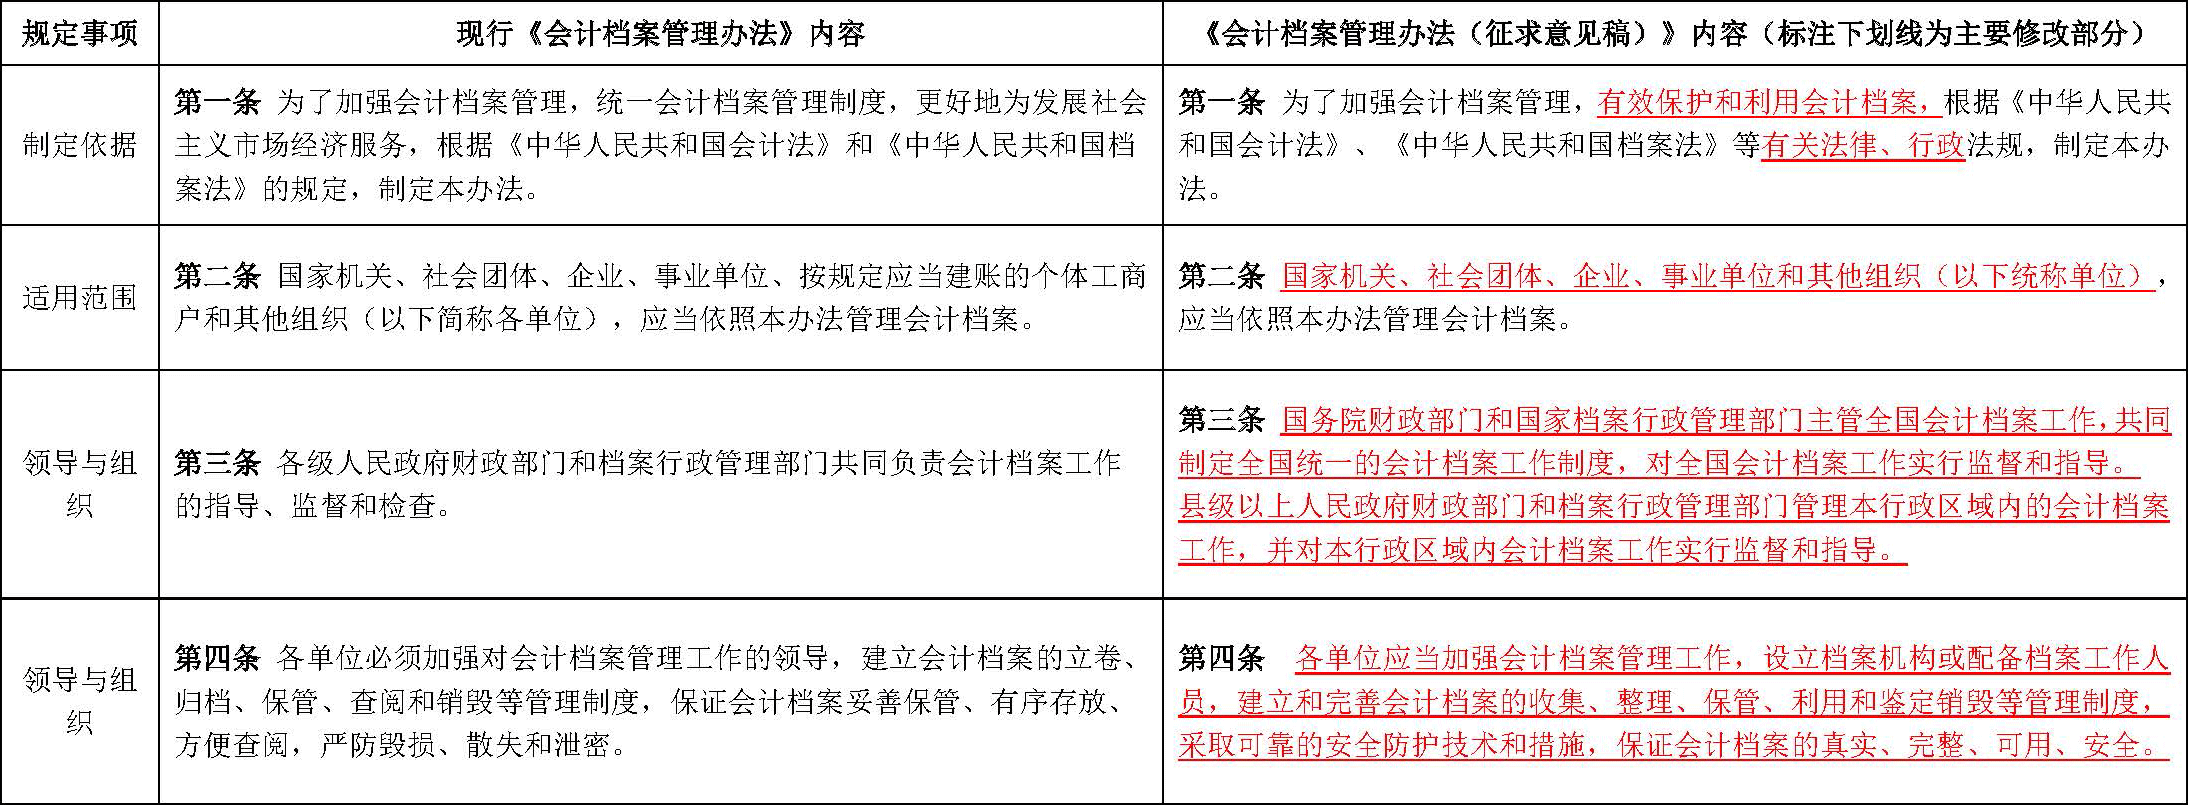 规定事项
现行《会计档案管理办法》内容
《会计档案管理办法（征求意见稿）》内容（标注下划线为主要修改部分）
制定依据
第一条 为了加强会计档案管理，统一会计档案管理制度，更好地为发展社会
主义市场经济服务，根据《中华人民共和国会计法》和《中华人民共和国档
案法》的规定，制定本办法。
第一条 为了加强会计档案管理，有效保护和利用会计档案，根据《中华人民共
和国会计法》、《中华人民共和国档案法》等有关法律、行政法规，制定本办
法。
适用范围
第二条 国家机关、社会团体、企业、事业单位、按规定应当建账的个体工商
户和其他组织（以下简称各单位），应当依照本办法管理会计档案。
第二条 国家机关、社会团体、企业、事业单位和其他组织（以下统称单位），
应当依照本办法管理会计档案。
领导与组
织
第三条 各级人民政府财政部门和档案行政管理部门共同负责会计档案工作
的指导、监督和检查。
第三条 国务院财政部门和国家档案行政管理部门主管全国会计档案工作，共同
制定全国统一的会计档案工作制度，对全国会计档案工作实行监督和指导。
县级以上人民政府财政部门和档案行政管理部门管理本行政区域内的会计档案
工作，并对本行政区域内会计档案工作实行监督和指导。
领导与组
织
第四条 各单位必须加强对会计档案管理工作的领导，建立会计档案的立卷、
归档、保管、查阅和销毁等管理制度，保证会计档案妥善保管、有序存放、
方便查阅，严防毁损、散失和泄密。
第四条 各单位应当加强会计档案管理工作，设立档案机构或配备档案工作人
员，建立和完善会计档案的收集、整理、保管、利用和鉴定销毁等管理制度，
采取可靠的安全防护技术和措施，保证会计档案的真实、完整、可用、安全。